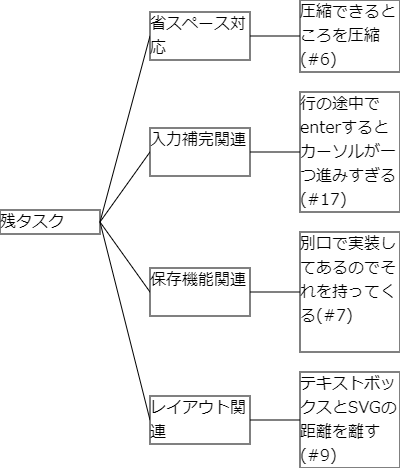 残タスク
省スペース対
応
圧縮できると
ころを圧縮
(#6)
入力補完関連
行の途中で
enterすると
カーソルが一
つ進みすぎる
(#17)
保存機能関連
別口で実装し
てあるのでそ
れを持ってく
る(#7)
レイアウト関
連
テキストボッ
クスとSVGの
距離を離す
(#9)